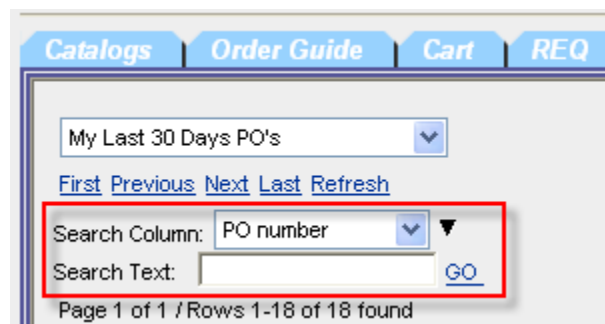 Catalogs Order Guide Cart REQ
My Last 30 Days PO's
First Previous Next Last Refresh
Search Column: PO number
Search Text: GO
Page 1 of 1 / Rows 1-18 of 18 found